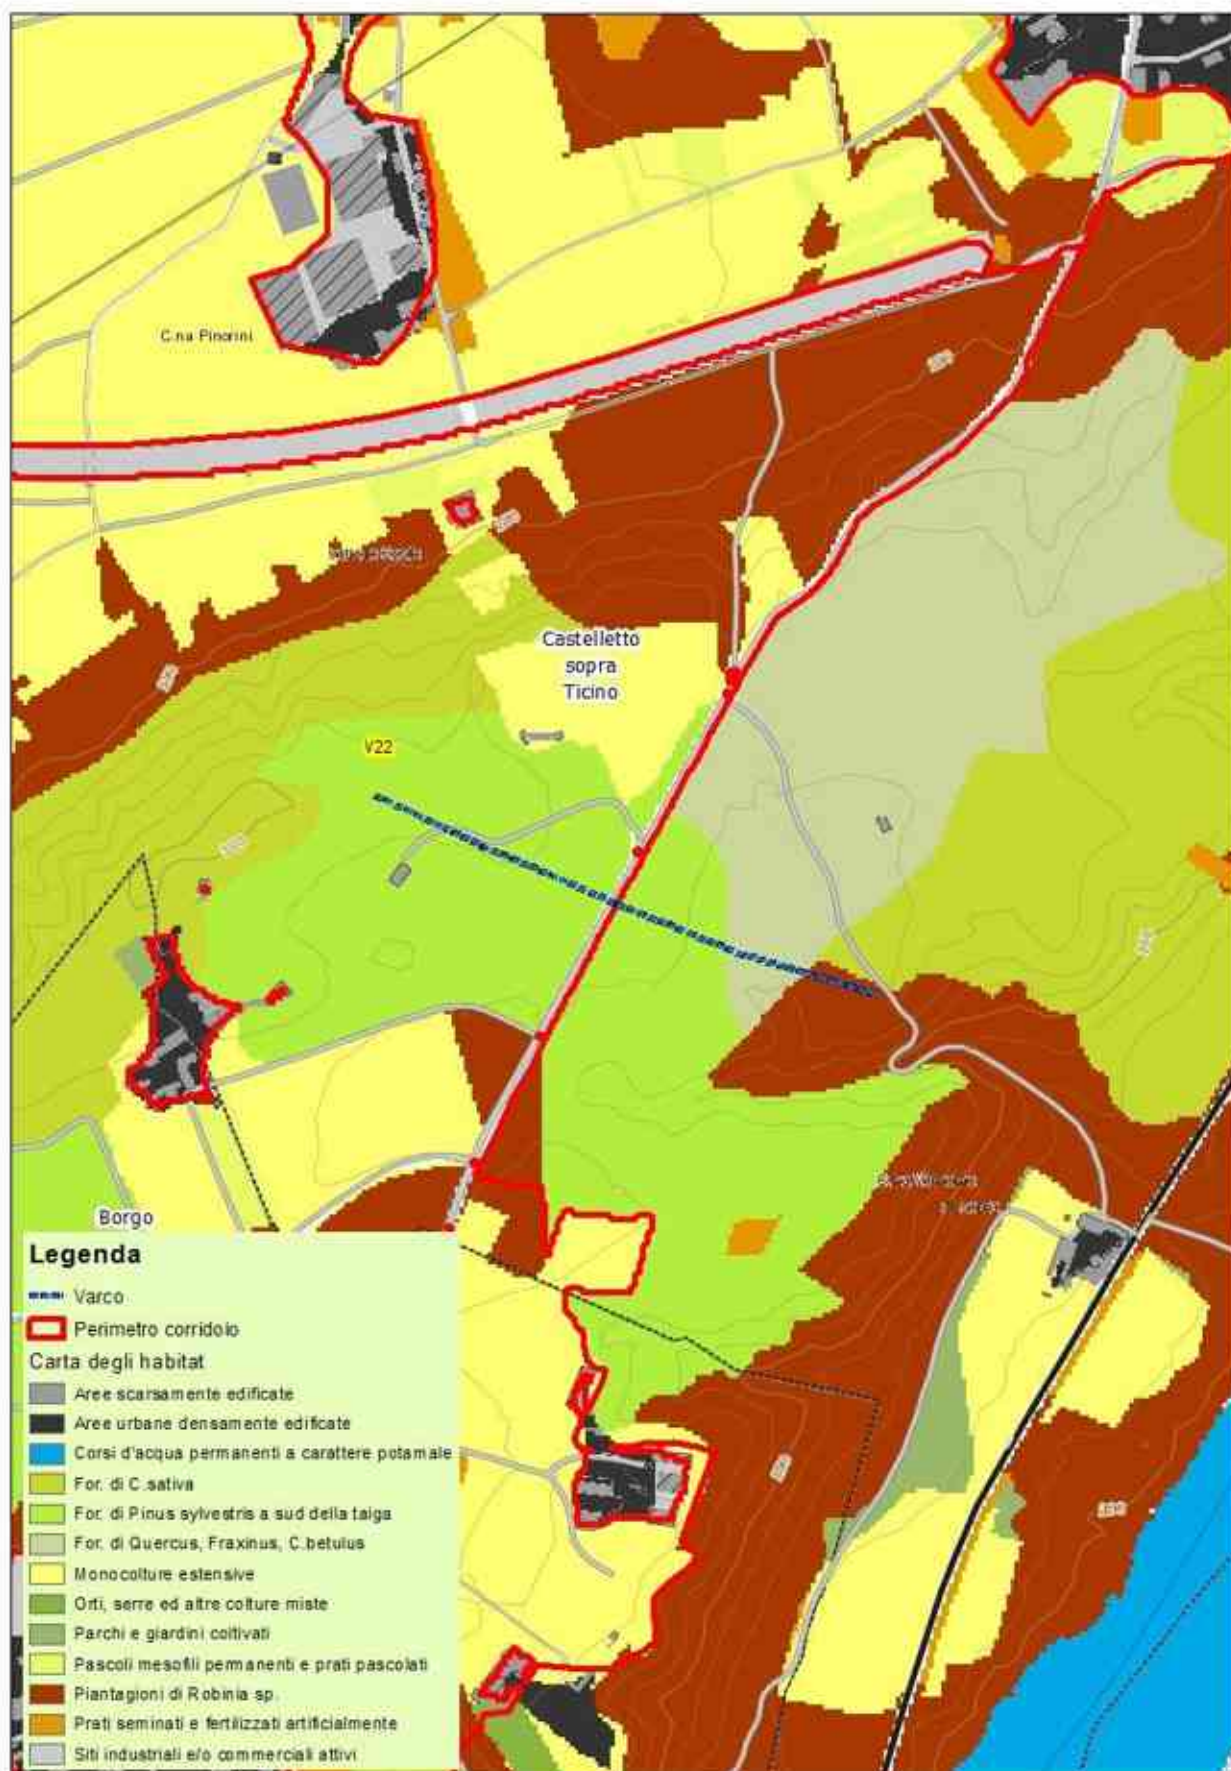 C.na Pinorini
Castelletto
sopra
Ticino
V22
Borgo
Legenda
Varco
Perimetro corridoio
Carta degli habitat
Aree scarsamente edificate
Aree urbane densamente edificate
Corsi d'acqua permanenti a carattere potamale
For. di C.sativa
For. di Pinus sylvestris a sud della taiga
For. di Quercus, Fraxinus, C.betulus
Monocolture estensive
Orti, serre ed altre colture miste
Parchi e giardini coltivati
Pascoli mesofili permanenti e prati pascolati
Piantagioni di Robinia sp.
Prati seminati e fertilizzati artificialmente
Siti industriali e/o commerciali attivi